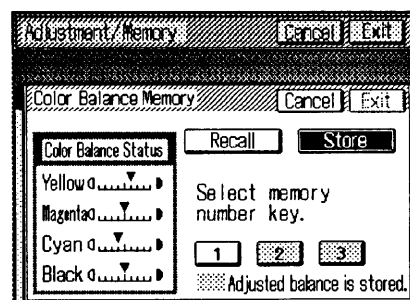 Adjustment/Memory Cancel Exit
Color Balance Memory Cancel Exit
Color Balance Status
Recall Store
Yellow
Magenta
Cyan
Black
Select memory
number key.
1 2 3
Adjusted balance is stored.